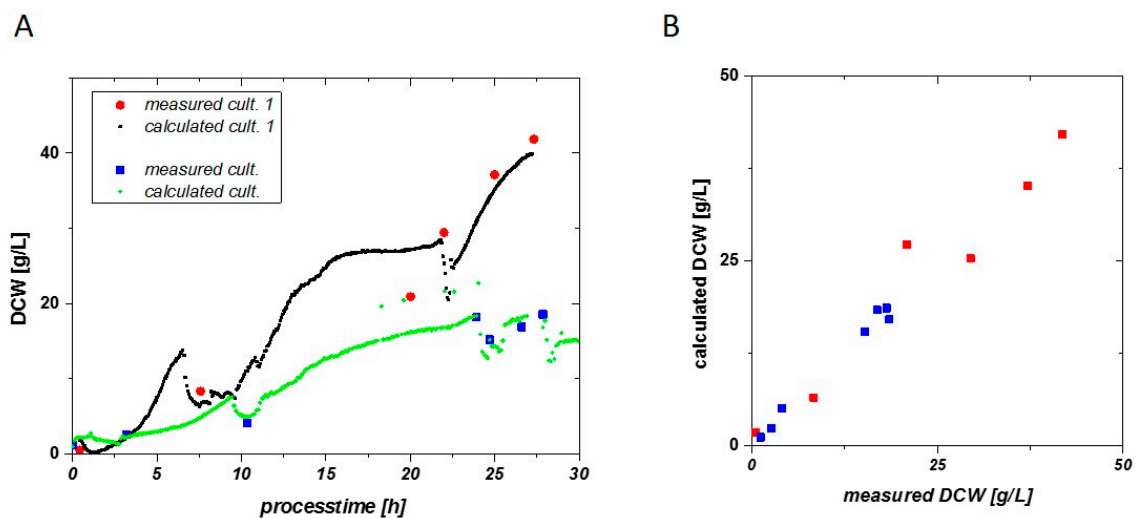 A
B
measured cult. 1
calculated cult. 1
measured cult.
calculated cult.
DCW [g/L]
40
20
0
0 5 10 15 20 25 30
processtime [h]
calculated DCW [g/L]
50
25
0
0 25 50
measured DCW [g/L]